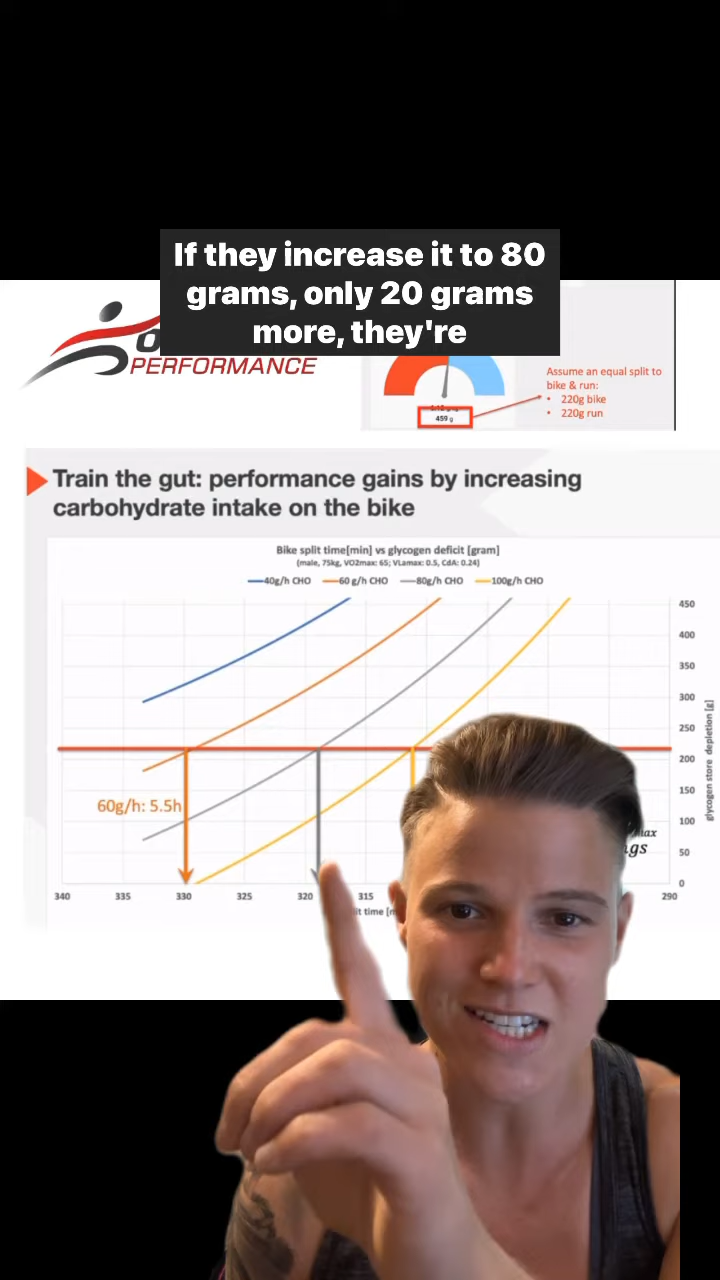 If they increase it to 80
grams, only 20 grams
more, they're
PERFORMANCE
459 g
Assume an equal split to
bike & run:
• 220g bike
• 220g run
Train the gut: performance gains by increasing
carbohydrate intake on the bike
Bike split time[min] vs glycogen deficit [gram]
(male, 75kg, VO2max: 65; VLamax: 0.5, CdA: 0.24)
40g/h CHO 60 g/h CHO 80g/h CHO 100g/h CHO
450
400
350
300
250
200
150
100
50
0
glycogen store depletion [g]
60g/h: 5.5h
max
340 335 330 325 320 315 290